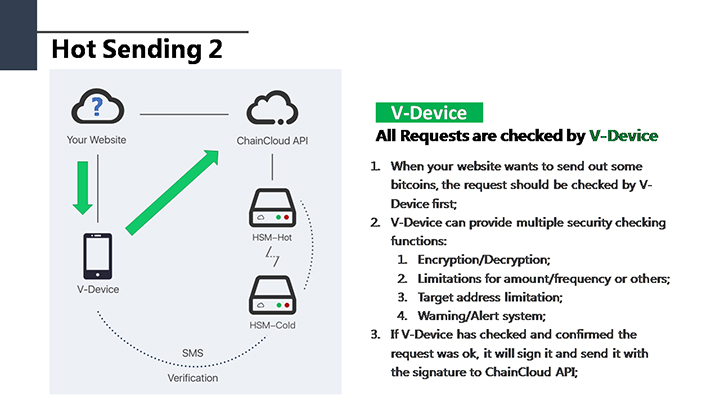 Hot Sending 2
?
Your Website
ChainCloud API
HSM-Hot
V-Device
HSM-Cold
SMS
Verification
V-Device
All Requests are checked by V-Device
1. When your website wants to send out some
bitcoins, the request should be checked by V-
Device first;
2. V-Device can provide multiple security checking
functions:
1. Encryption/Decryption;
2. Limitations for amount/frequency or others;
3. Target address limitation;
4. Warning/Alert system;
3. If V-Device has checked and confirmed the
request was ok, it will sign it and send it with
the signature to ChainCloud API;